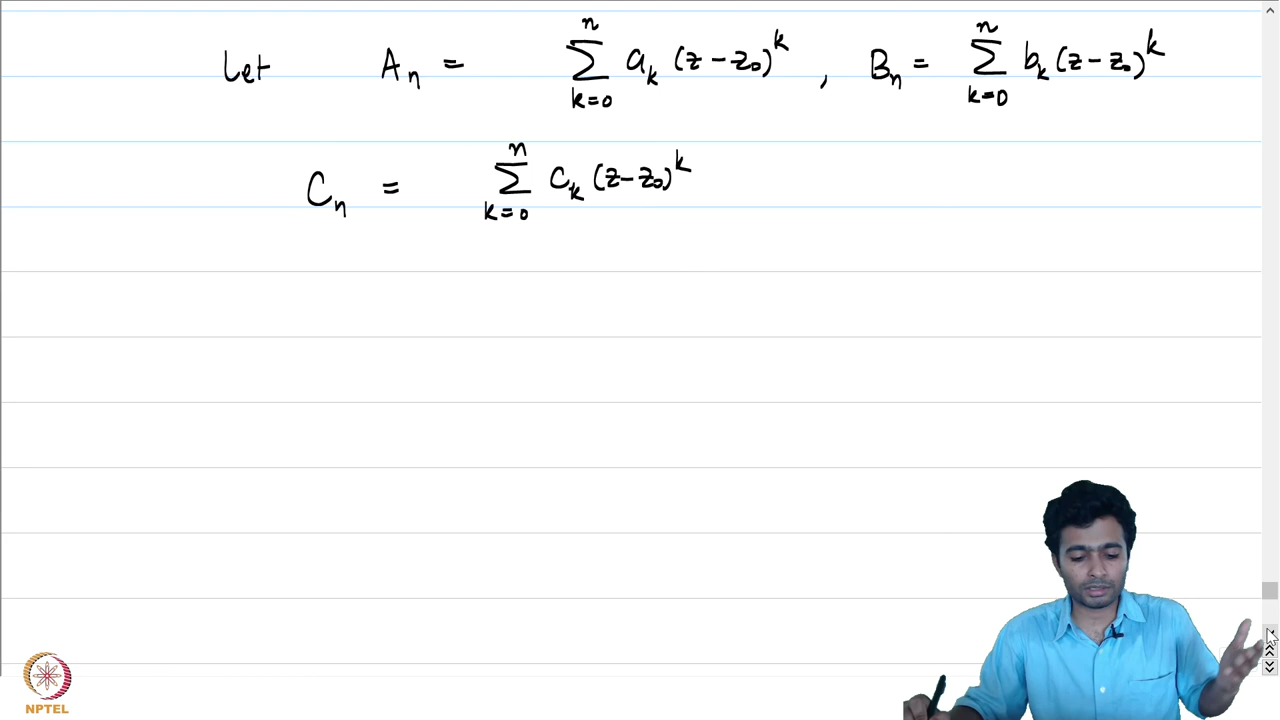 Let A_n = \sum_{k=0}^{n} a_k (z-z_0)^k , B_n = \sum_{k=0}^{n} b_k (z-z_0)^k
C_n = \sum_{k=0}^{n} c_k (z-z_0)^k
NPTEL